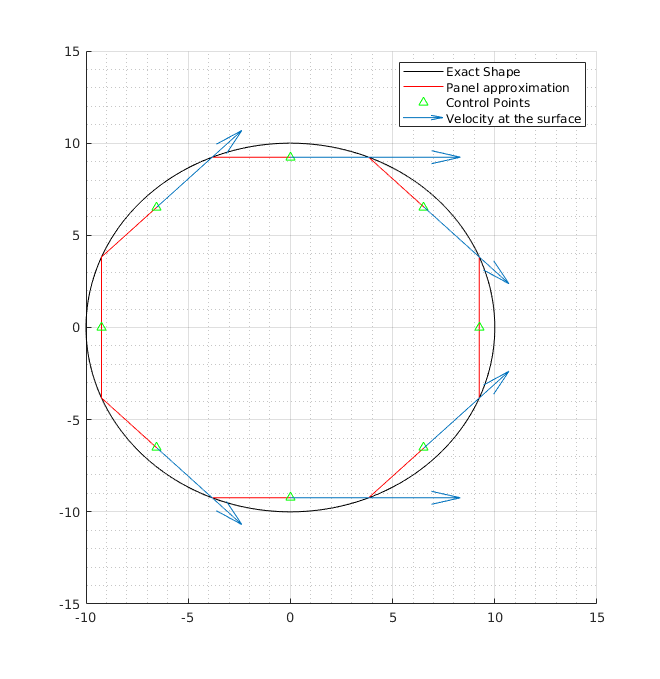 15
Exact Shape
Panel approximation
Control Points
Velocity at the surface
10
5
0
-5
-10
-15
-10 -5 0 5 10 15